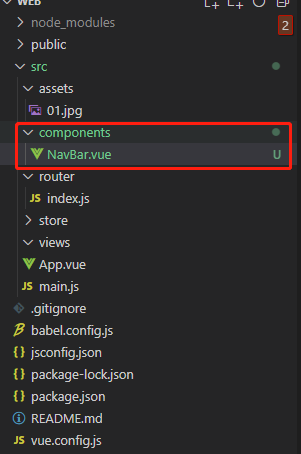 WEB
node_modules
2
public
src
assets
01.jpg
components
NavBar.vue U
router
JS index.js
store
views
App.vue
JS main.js
.gitignore
babel.config.js
jsconfig.json
package-lock.json
package.json
README.md
vue.config.js